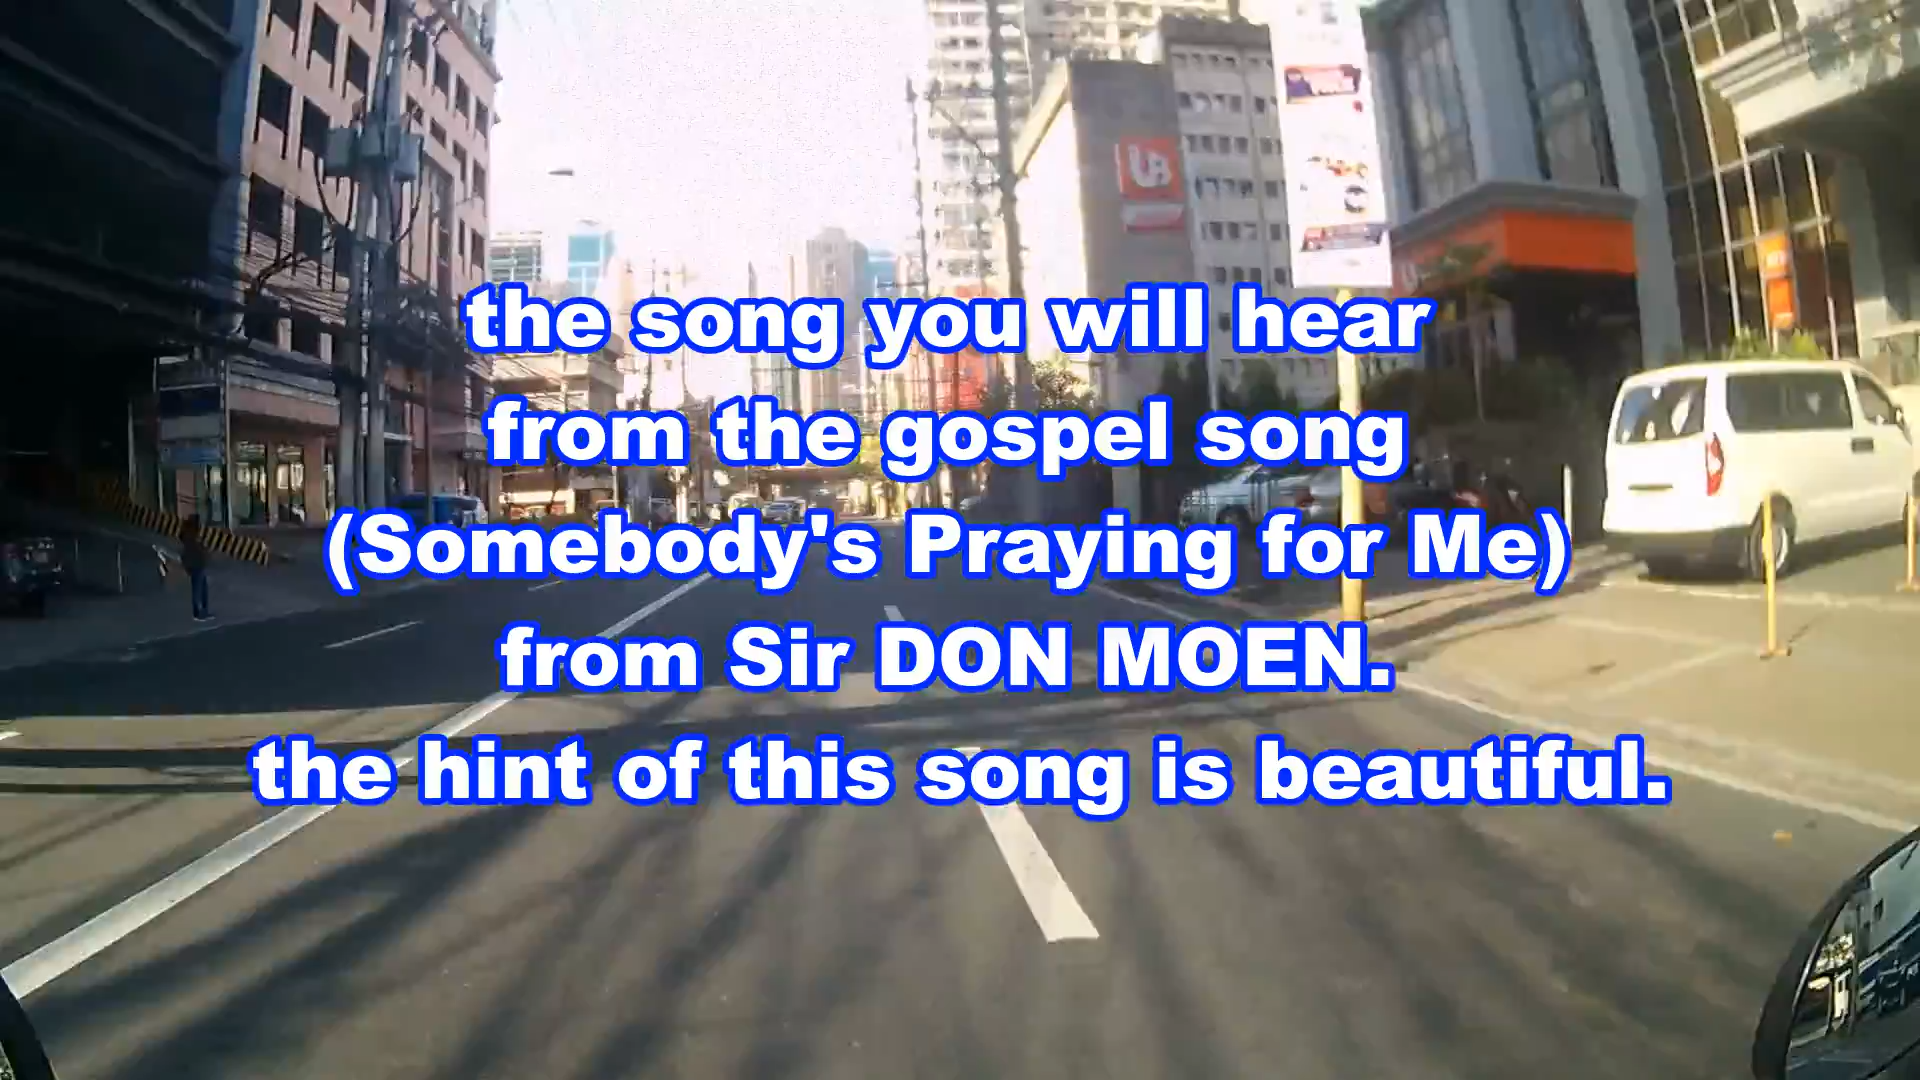 the song you will hear
from the gospel song
(Somebody's Praying for Me)
from Sir DON MOEN.
the hint of this song is beautiful.
UB